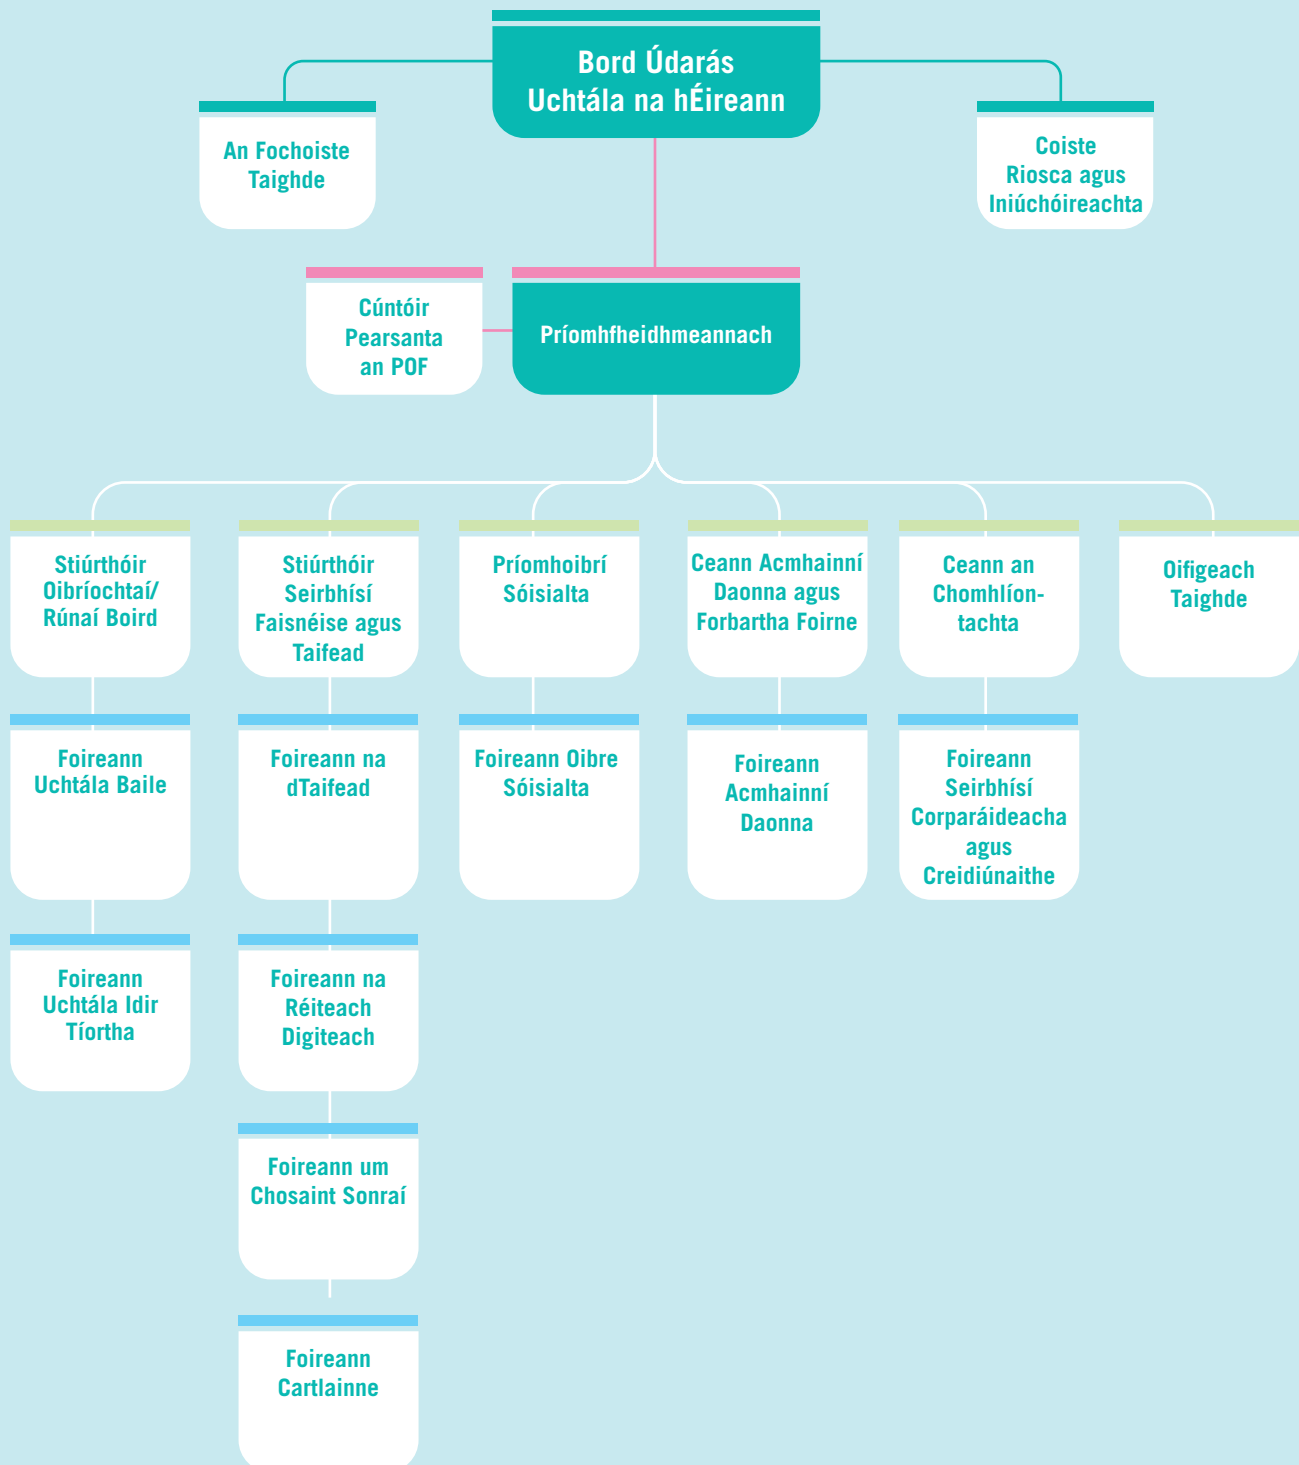 Bord Údarás
Uchtála na hÉireann
An Fochoiste
Taighde
Coiste
Riosca agus
Iniúchóireachta
Cúntóir
Pearsanta
an POF
Príomhfheidhmeannach
Stiúrthóir
Oibríochtaí/
Rúnaí Boird
Stiúrthóir
Seirbhísí
Faisnéise agus
Taifead
Príomhoibrí
Sóisialta
Ceann Acmhainní
Daonna agus
Forbartha Foirne
Ceann an
Chomhlíon-
tachta
Oifigeach
Taighde
Foireann
Uchtála Baile
Foireann na
dTaifead
Foireann Oibre
Sóisialta
Foireann
Acmhainní
Daonna
Foireann
Seirbhísí
Corparáideacha
agus
Creidiúnaithe
Foireann
Uchtála Idir
Tíortha
Foireann na
Réiteach
Digiteach
Foireann um
Chosaint Sonraí
Foireann
Cartlainne